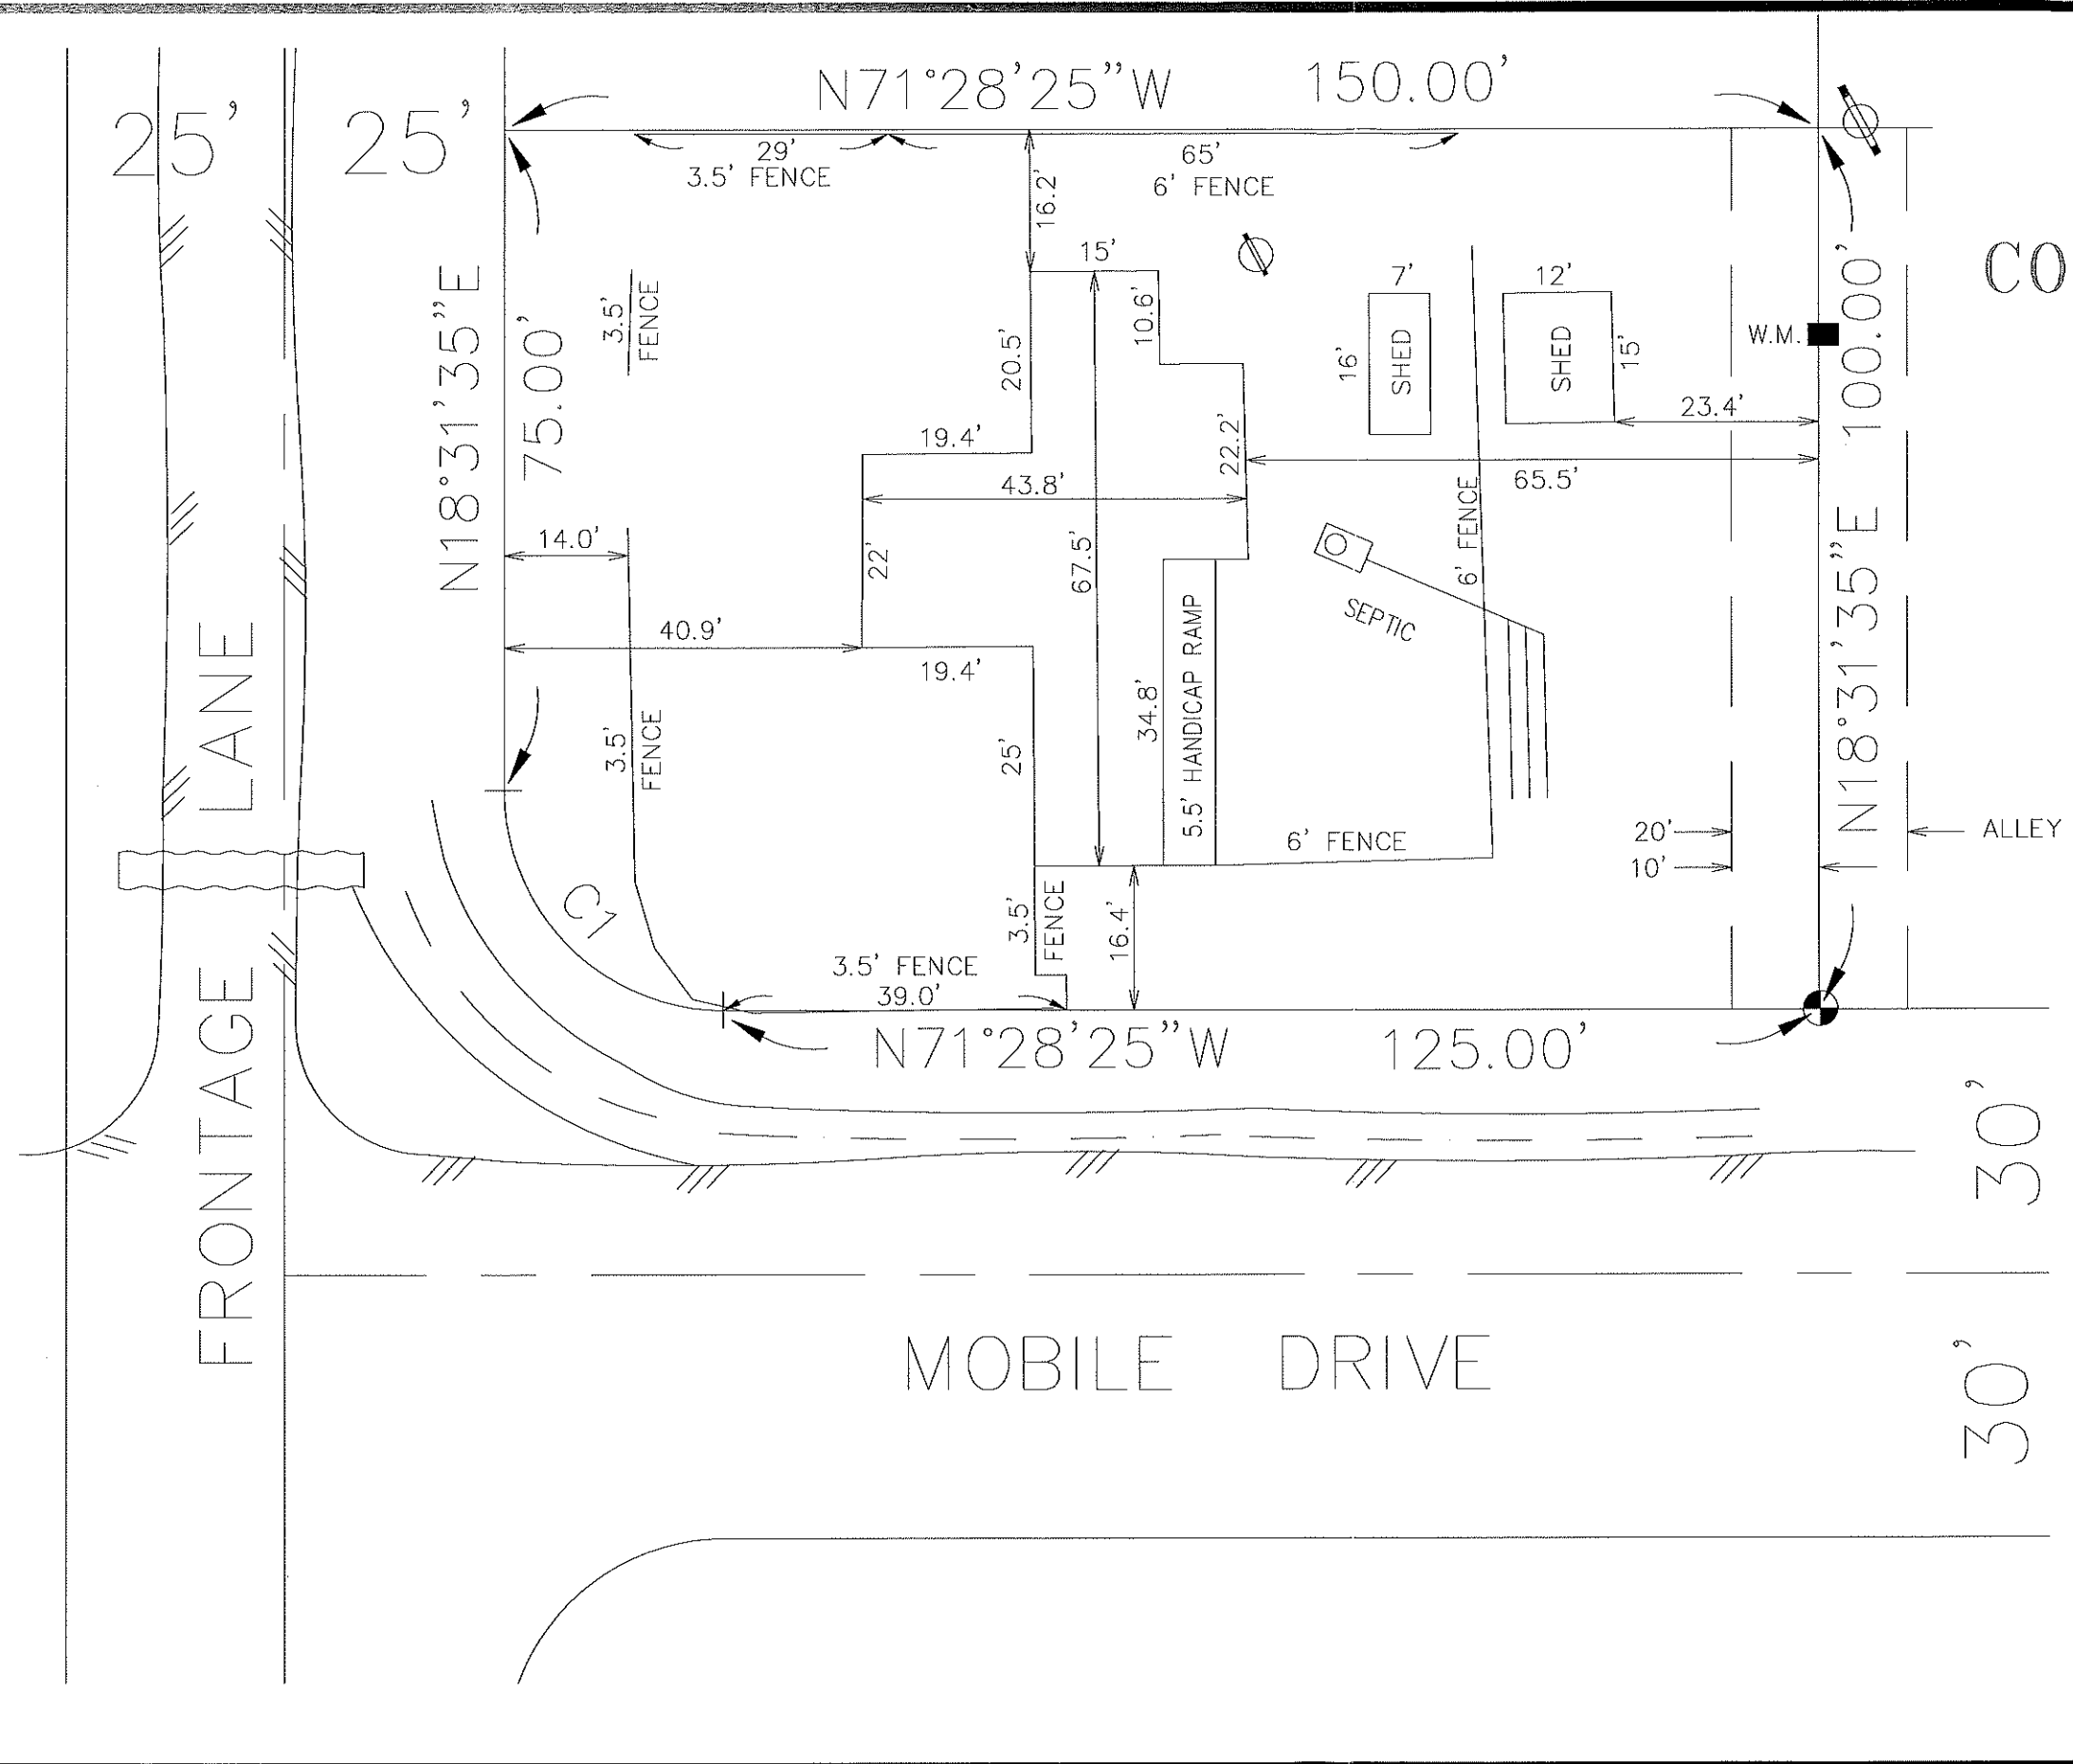 N71°28'25"W 150.00'
25' 25'
29'
3.5' FENCE
65'
6' FENCE
16.2'
15'
10.6'
7'
12'
CO
N18°31'35"E
75.00'
3.5'
FENCE
20.5'
16'
SHED
SHED
15'
W.M.
100.00'
N18°31'35"E
23.4'
19.4'
22.2'
43.8'
65.5'
14.0'
22'
67.5'
6' FENCE
SEPTIC
40.9'
19.4'
34.8'
5.5' HANDICAP RAMP
3.5'
FENCE
25'
6' FENCE
20'
10'
ALLEY
C1
3.5'
FENCE
16.4'
3.5' FENCE
39.0'
N71°28'25"W 125.00'
FRONTAGE LANE
30'
MOBILE DRIVE
30'